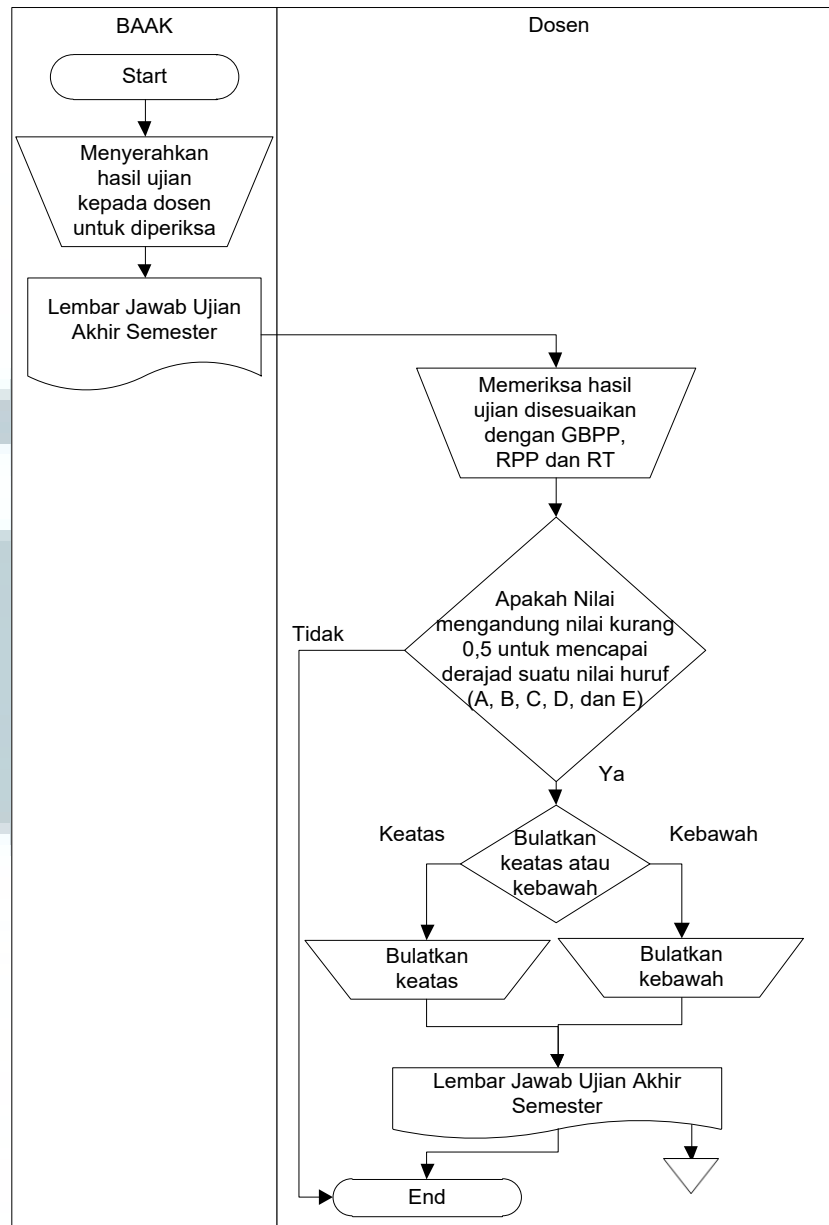 BAAK
Dosen
Start
Menyerahkan
hasil ujian
kepada dosen
untuk diperiksa
Lembar Jawab Ujian
Akhir Semester
Memeriksa hasil
ujian disesuaikan
dengan GBPP,
RPP dan RT
Apakah Nilai
mengandung nilai kurang
0,5 untuk mencapai
derajad suatu nilai huruf
(A, B, C, D, dan E)
Tidak
Ya
Bulatkan
keatas atau
kebawah
Keatas
Kebawah
Bulatkan
keatas
Bulatkan
kebawah
Lembar Jawab Ujian Akhir
Semester
End